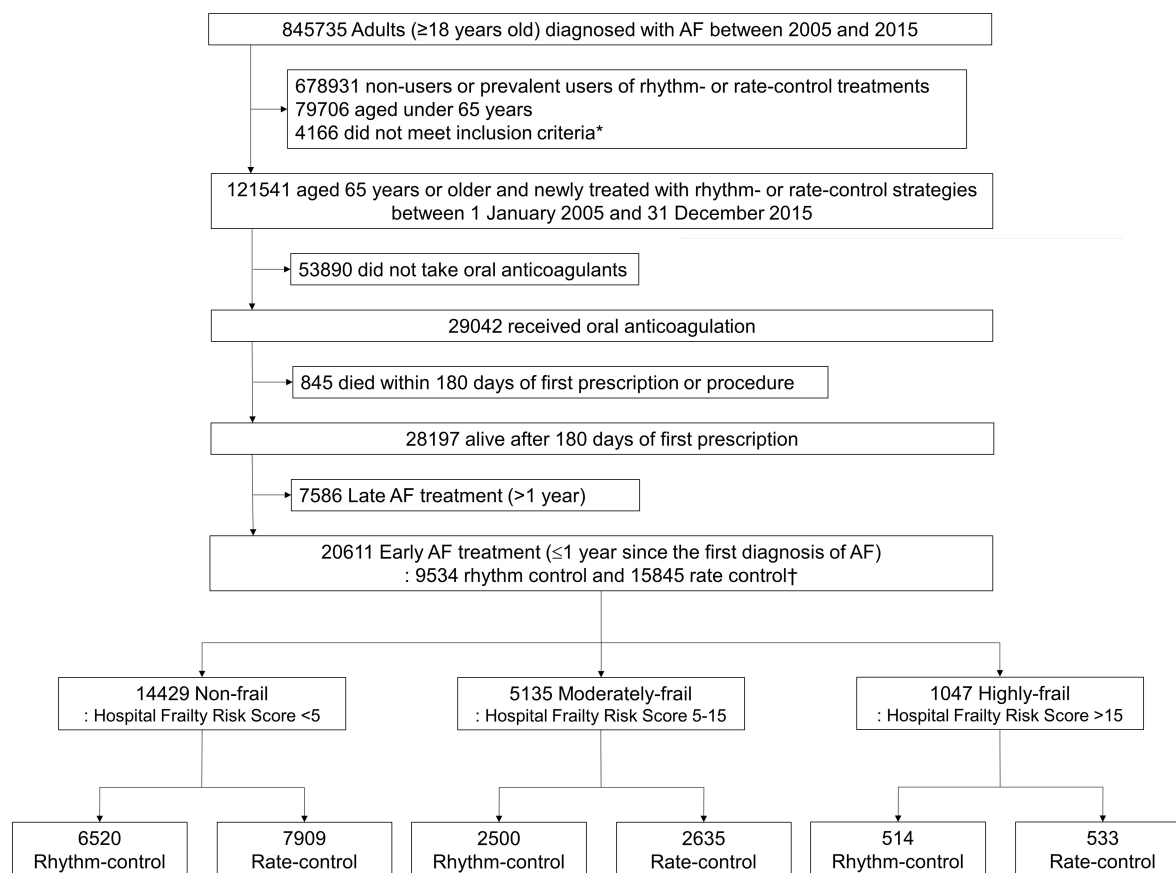 845735 Adults (≥18 years old) diagnosed with AF between 2005 and 2015
678931 non-users or prevalent users of rhythm- or rate-control treatments
79706 aged under 65 years
4166 did not meet inclusion criteria*
121541 aged 65 years or older and newly treated with rhythm- or rate-control strategies
between 1 January 2005 and 31 December 2015
53890 did not take oral anticoagulants
29042 received oral anticoagulation
845 died within 180 days of first prescription or procedure
28197 alive after 180 days of first prescription
7586 Late AF treatment (>1 year)
20611 Early AF treatment (≤1 year since the first diagnosis of AF)
: 9534 rhythm control and 15845 rate control†
14429 Non-frail
: Hospital Frailty Risk Score <5
5135 Moderately-frail
: Hospital Frailty Risk Score 5-15
1047 Highly-frail
: Hospital Frailty Risk Score >15
6520
Rhythm-control
7909
Rate-control
2500
Rhythm-control
2635
Rate-control
514
Rhythm-control
533
Rate-control